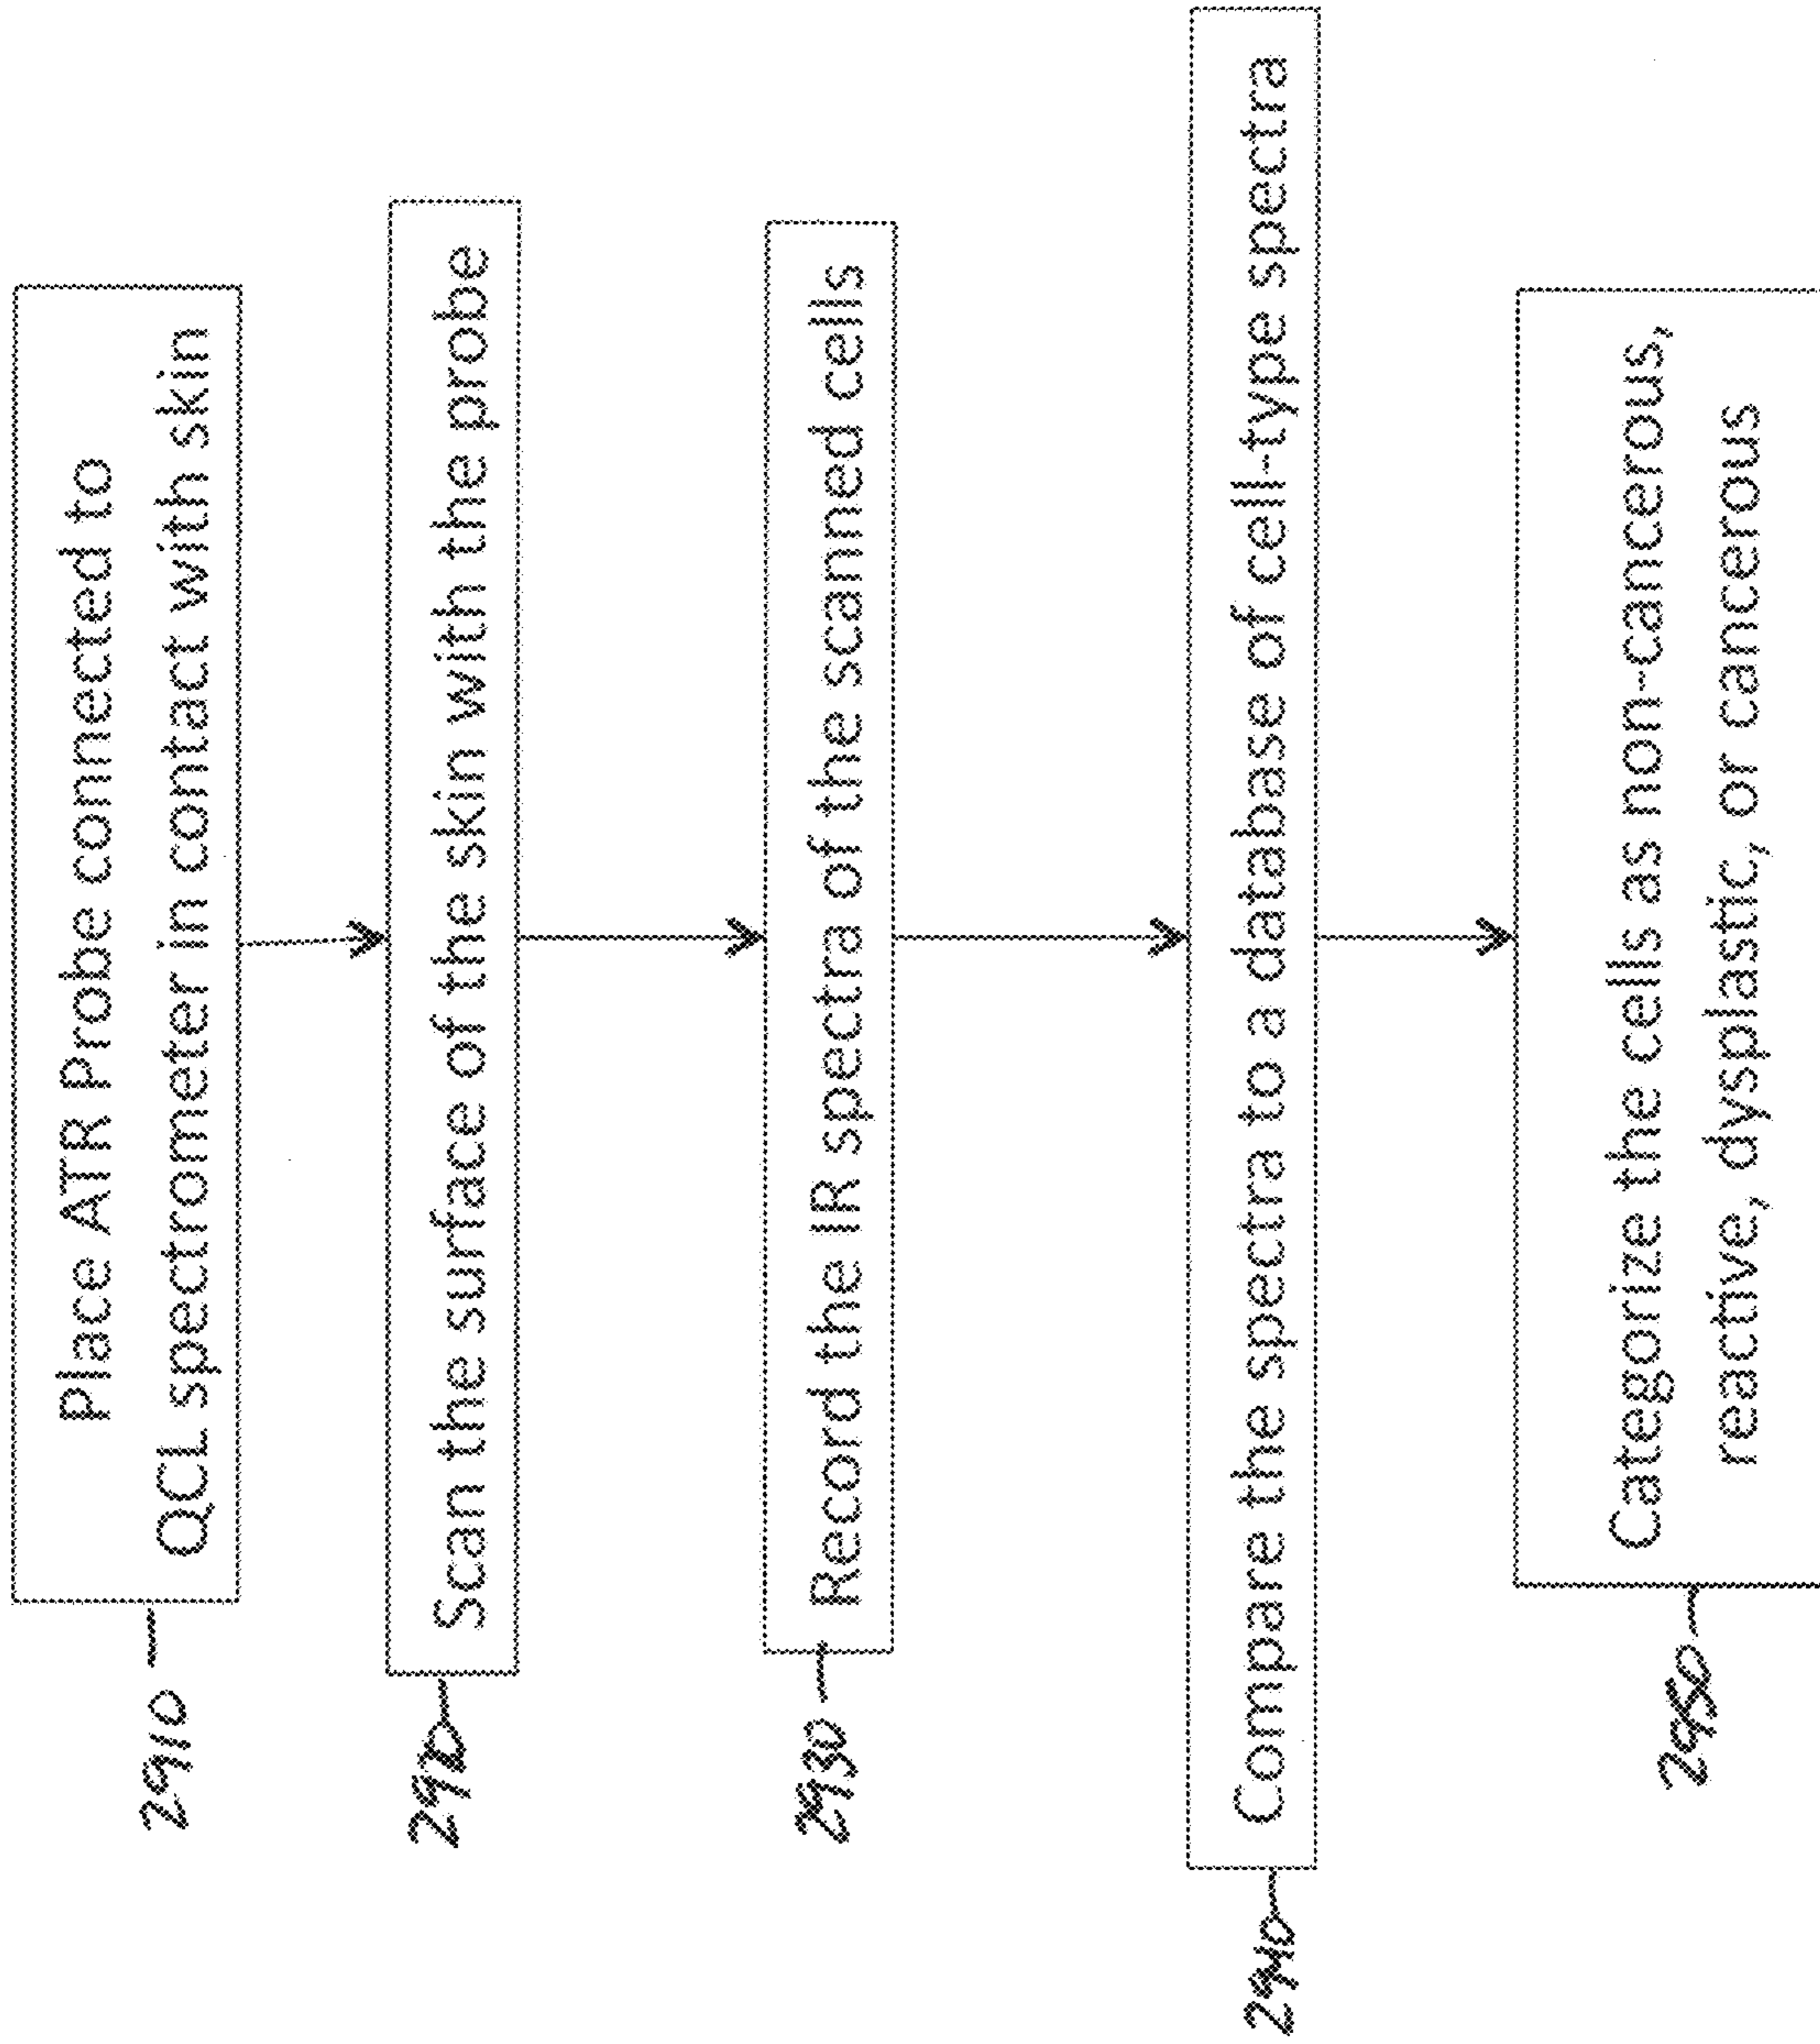 Place ATR Probe connected to
QCL spectrometer in contact with skin
2910
Scan the surface of the skin with the probe
2920
Record the IR spectra of the scanned cells
2930
Compare the spectra to a database of cell-type spectra
2940
Categorize the cells as non-cancerous,
reactive, dysplastic, or cancerous
2950